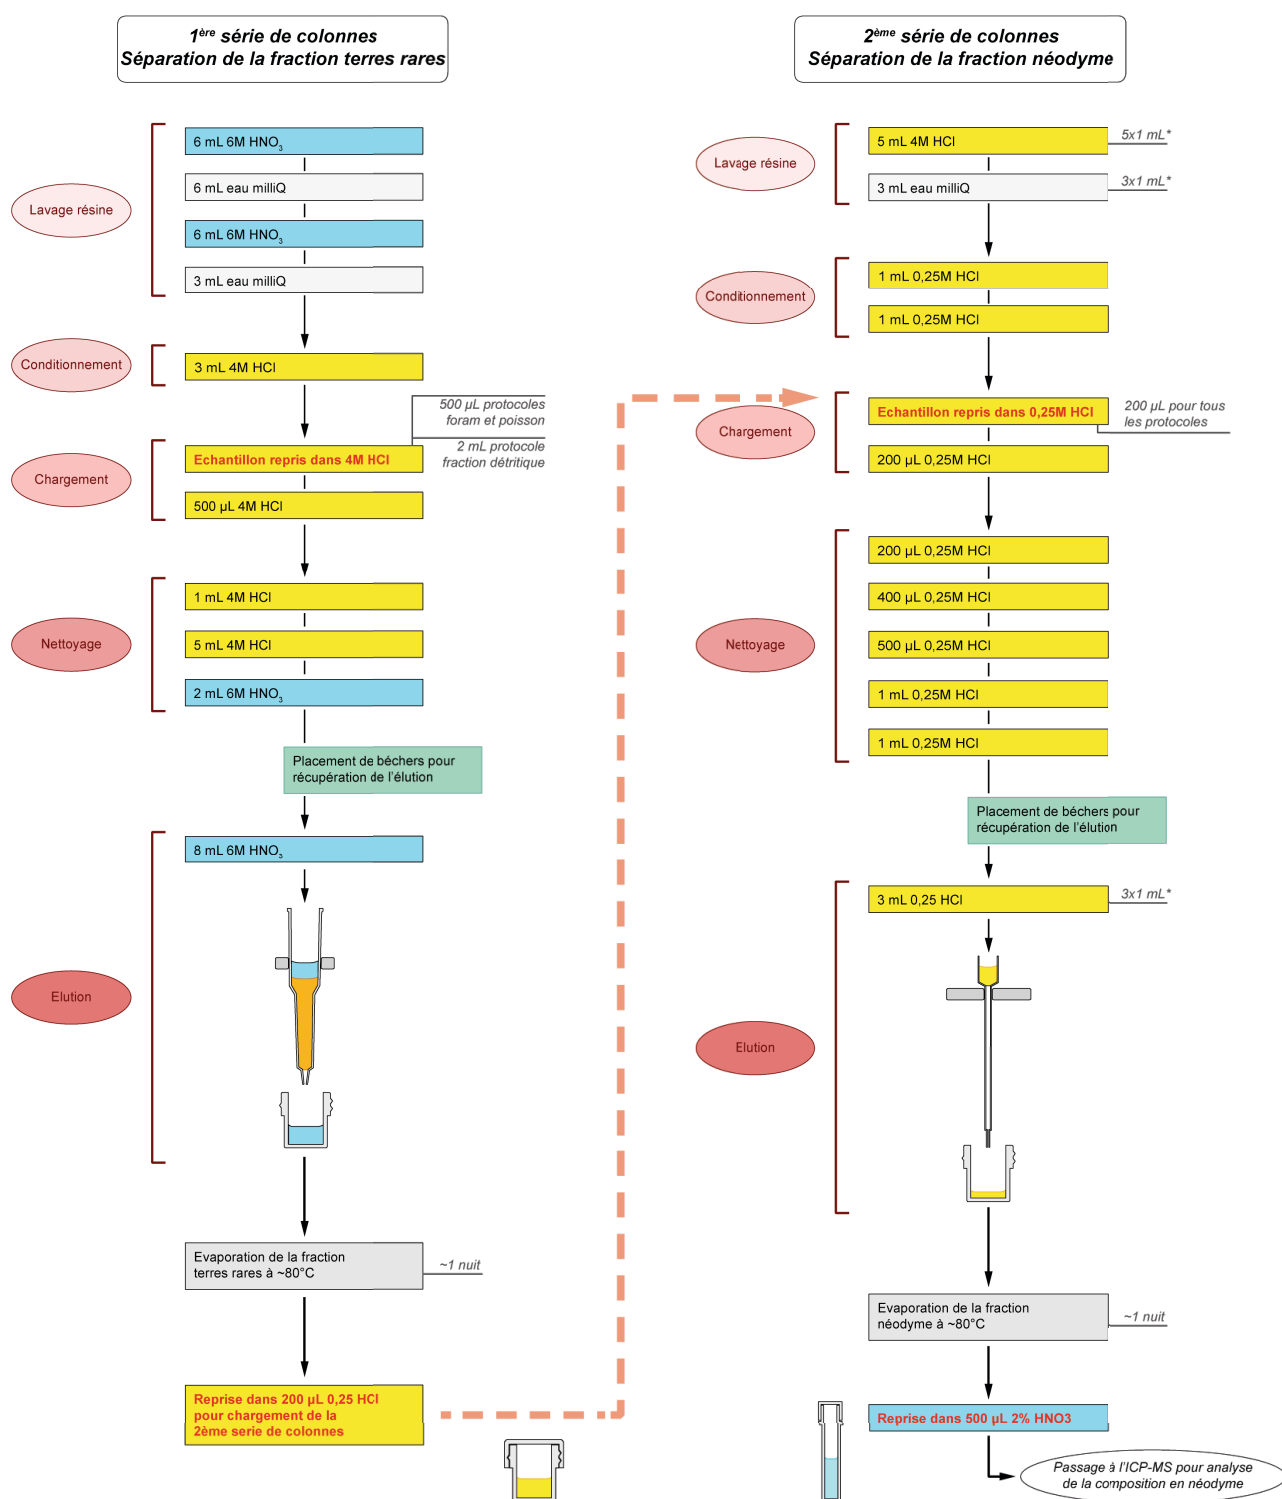 1ère série de colonnes
Séparation de la fraction terres rares
Lavage résine
6 mL 6M HNO3
6 mL eau milliQ
6 mL 6M HNO3
3 mL eau milliQ
Conditionnement
3 mL 4M HCl
500 µL protocoles
foram et poisson
2 mL protocole
fraction détritique
Chargement
Echantillon repris dans 4M HCl
500 µL 4M HCl
Nettoyage
1 mL 4M HCl
5 mL 4M HCl
2 mL 6M HNO3
Placement de béchers pour
récupération de l'élution
Elution
8 mL 6M HNO3
Evaporation de la fraction
terres rares à ~80°C
~1 nuit
Reprise dans 200 µL 0,25 HCl
pour chargement de la
2ème serie de colonnes
2ème série de colonnes
Séparation de la fraction néodyme
Lavage résine
5 mL 4M HCl
5x1 mL*
3 mL eau milliQ
3x1 mL*
Conditionnement
1 mL 0,25M HCl
1 mL 0,25M HCl
Chargement
Echantillon repris dans 0,25M HCl
200 µL pour tous
les protocoles
200 µL 0,25M HCl
Nettoyage
200 µL 0,25M HCl
400 µL 0,25M HCl
500 µL 0,25M HCl
1 mL 0,25M HCl
1 mL 0,25M HCl
Placement de béchers pour
récupération de l'élution
Elution
3 mL 0,25 HCl
3x1 mL*
Evaporation de la fraction
néodyme à ~80°C
~1 nuit
Reprise dans 500 µL 2% HNO3
Passage à l'ICP-MS pour analyse
de la composition en néodyme